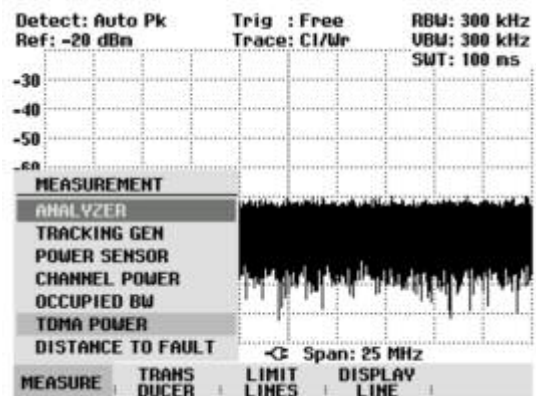 Detect: Auto Pk Trig : Free RBW: 300 kHz
Ref: -20 dBm Trace: Cl/Wr VBW: 300 kHz
SWT: 100 ms
-30
-40
-50
-60
MEASUREMENT
ANALYZER
TRACKING GEN
POWER SENSOR
CHANNEL POWER
OCCUPIED BW
TDMA POWER
DISTANCE TO FAULT
Span: 25 MHz
MEASURE TRANS DUCER LIMIT LINES DISPLAY LINE